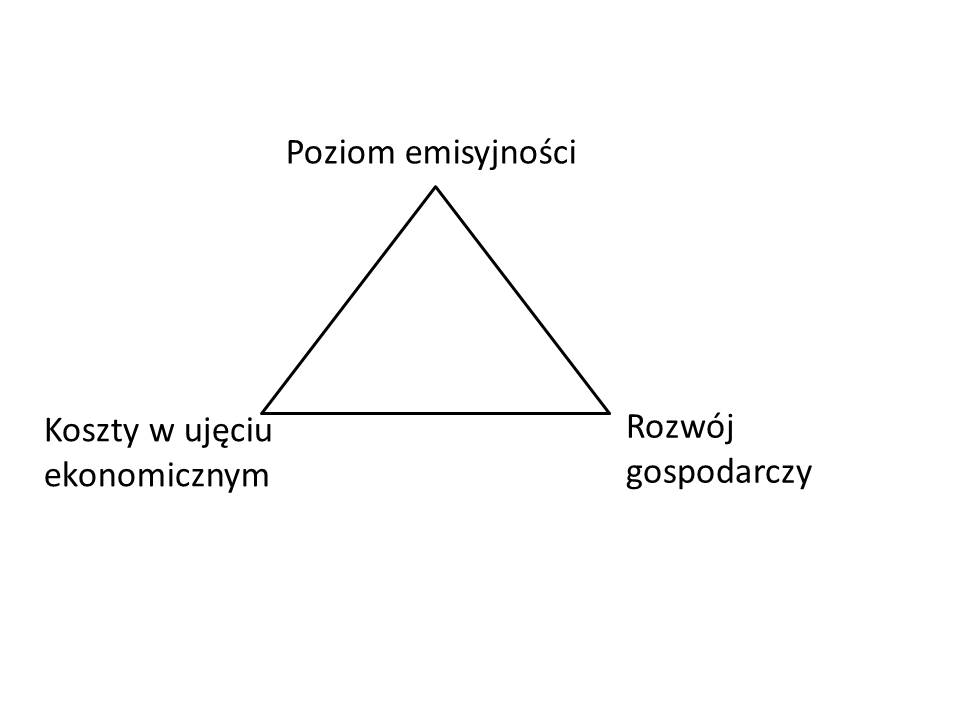 Poziom emisyjności
Koszty w ujęciu
ekonomicznym
Rozwój
gospodarczy